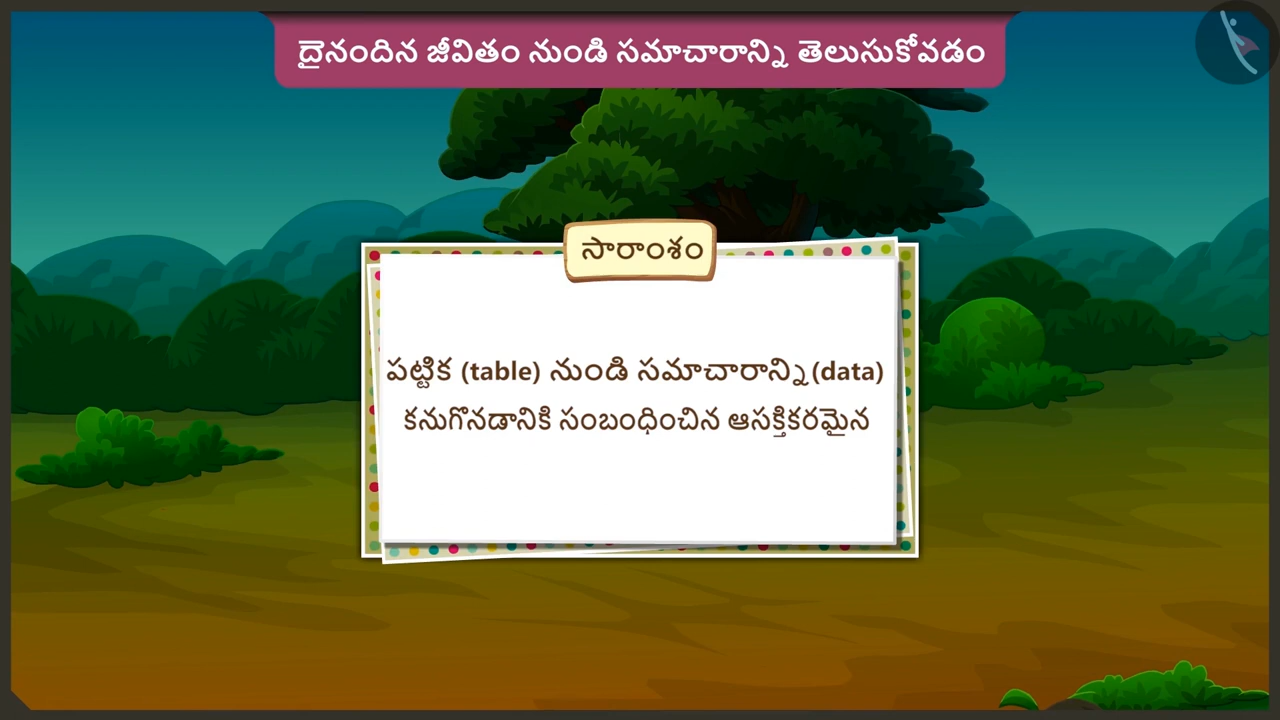 దైనందిన జీవితం నుండి సమాచారాన్ని తెలుసుకోవడం
సారాంశం
పట్టిక (table) నుండి సమాచారాన్ని (data)
కనుగొనడానికి సంబంధించిన ఆసక్తికరమైన